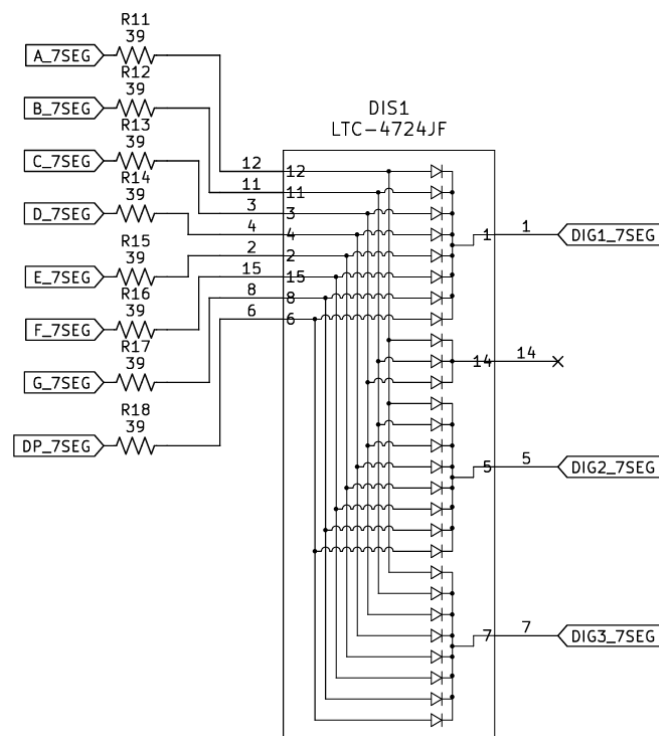 R11
39
A_7SEG
R12
39
B_7SEG
R13
39
C_7SEG
R14
39
D_7SEG
R15
39
E_7SEG
R16
39
F_7SEG
R17
39
G_7SEG
R18
39
DP_7SEG
DIS1
LTC-4724JF
12 12
11 11
3 3
4 4
2 2
15 15
8 8
6 6
1 1 DIG1_7SEG
14 14
5 5 DIG2_7SEG
7 7 DIG3_7SEG